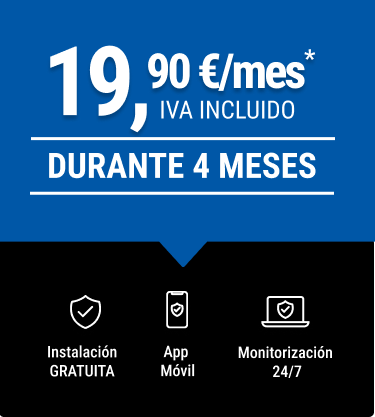 19,90 €/mes*
IVA INCLUIDO
DURANTE 4 MESES
Instalación
GRATUITA
App
Móvil
Monitorización
24/7